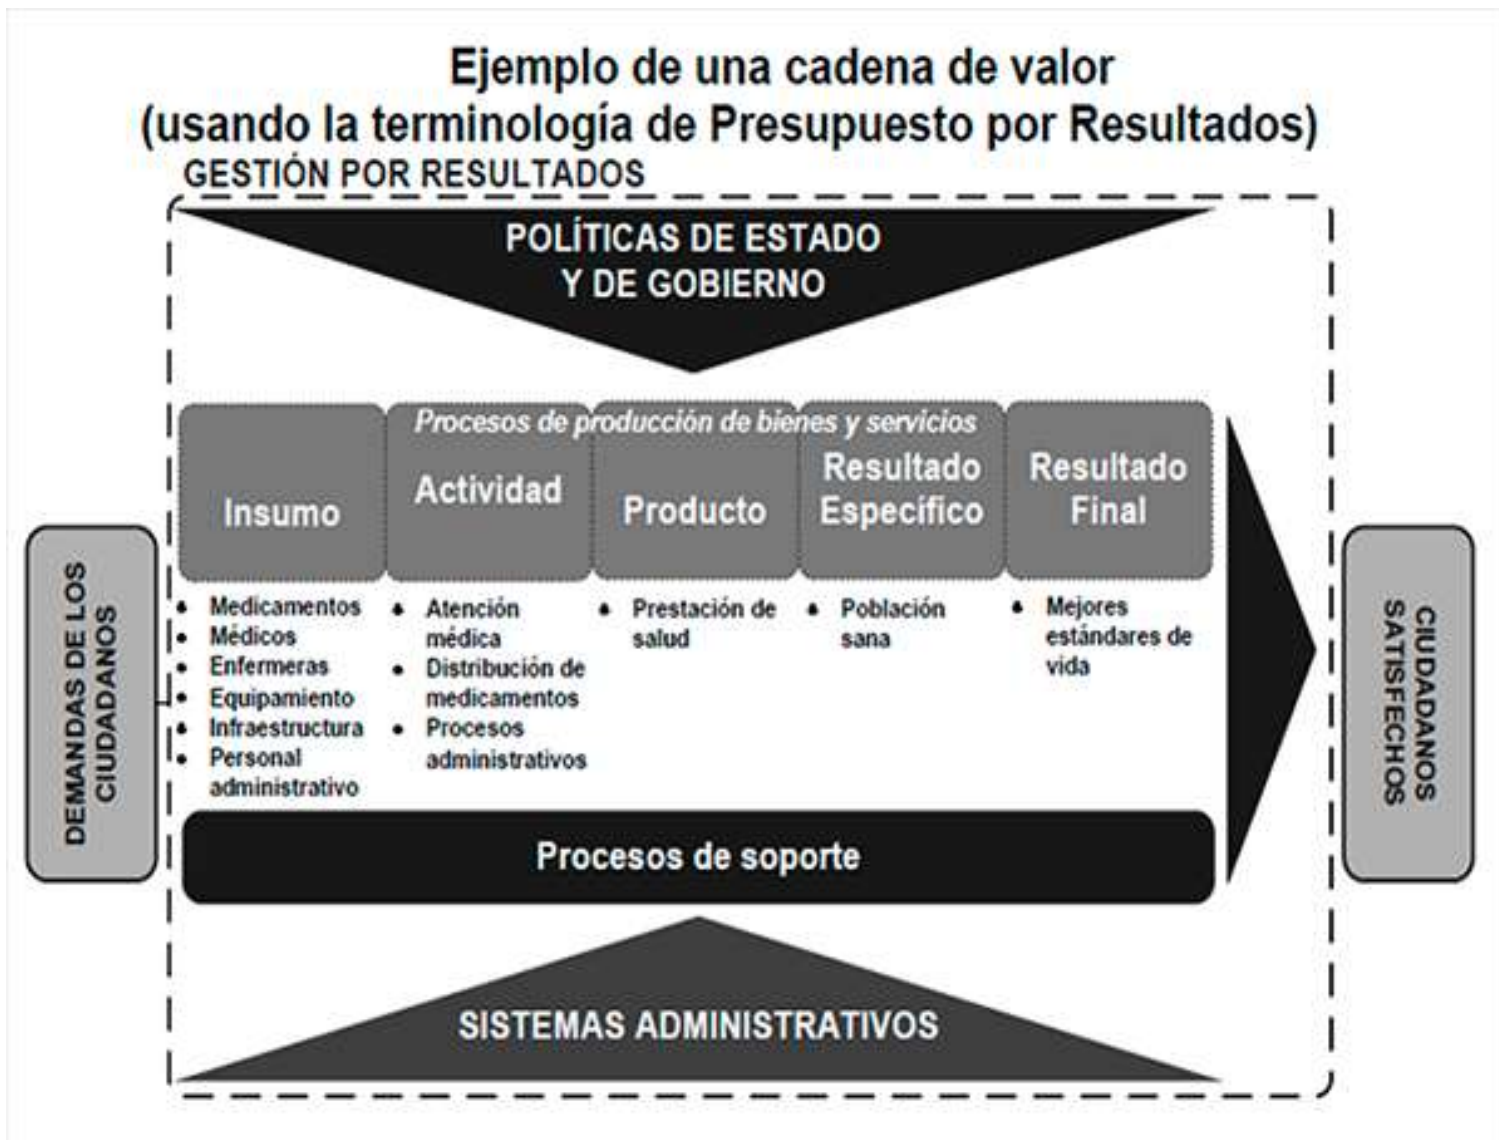 Ejemplo de una cadena de valor
(usando la terminología de Presupuesto por Resultados)
GESTIÓN POR RESULTADOS
POLÍTICAS DE ESTADO
Y DE GOBIERNO
Procesos de producción de bienes y servicios
Insumo
Actividad
Producto
Resultado
Específico
Resultado
Final
DEMANDAS DE LOS
CIUDADANOS
• Medicamentos
• Médicos
• Enfermeras
• Equipamiento
• Infraestructura
• Personal
administrativo
• Atención
médica
• Distribución de
medicamentos
• Procesos
administrativos
• Prestación de
salud
• Población
sana
• Mejores
estándares de
vida
CIUDADANOS
SATISFECHOS
Procesos de soporte
SISTEMAS ADMINISTRATIVOS